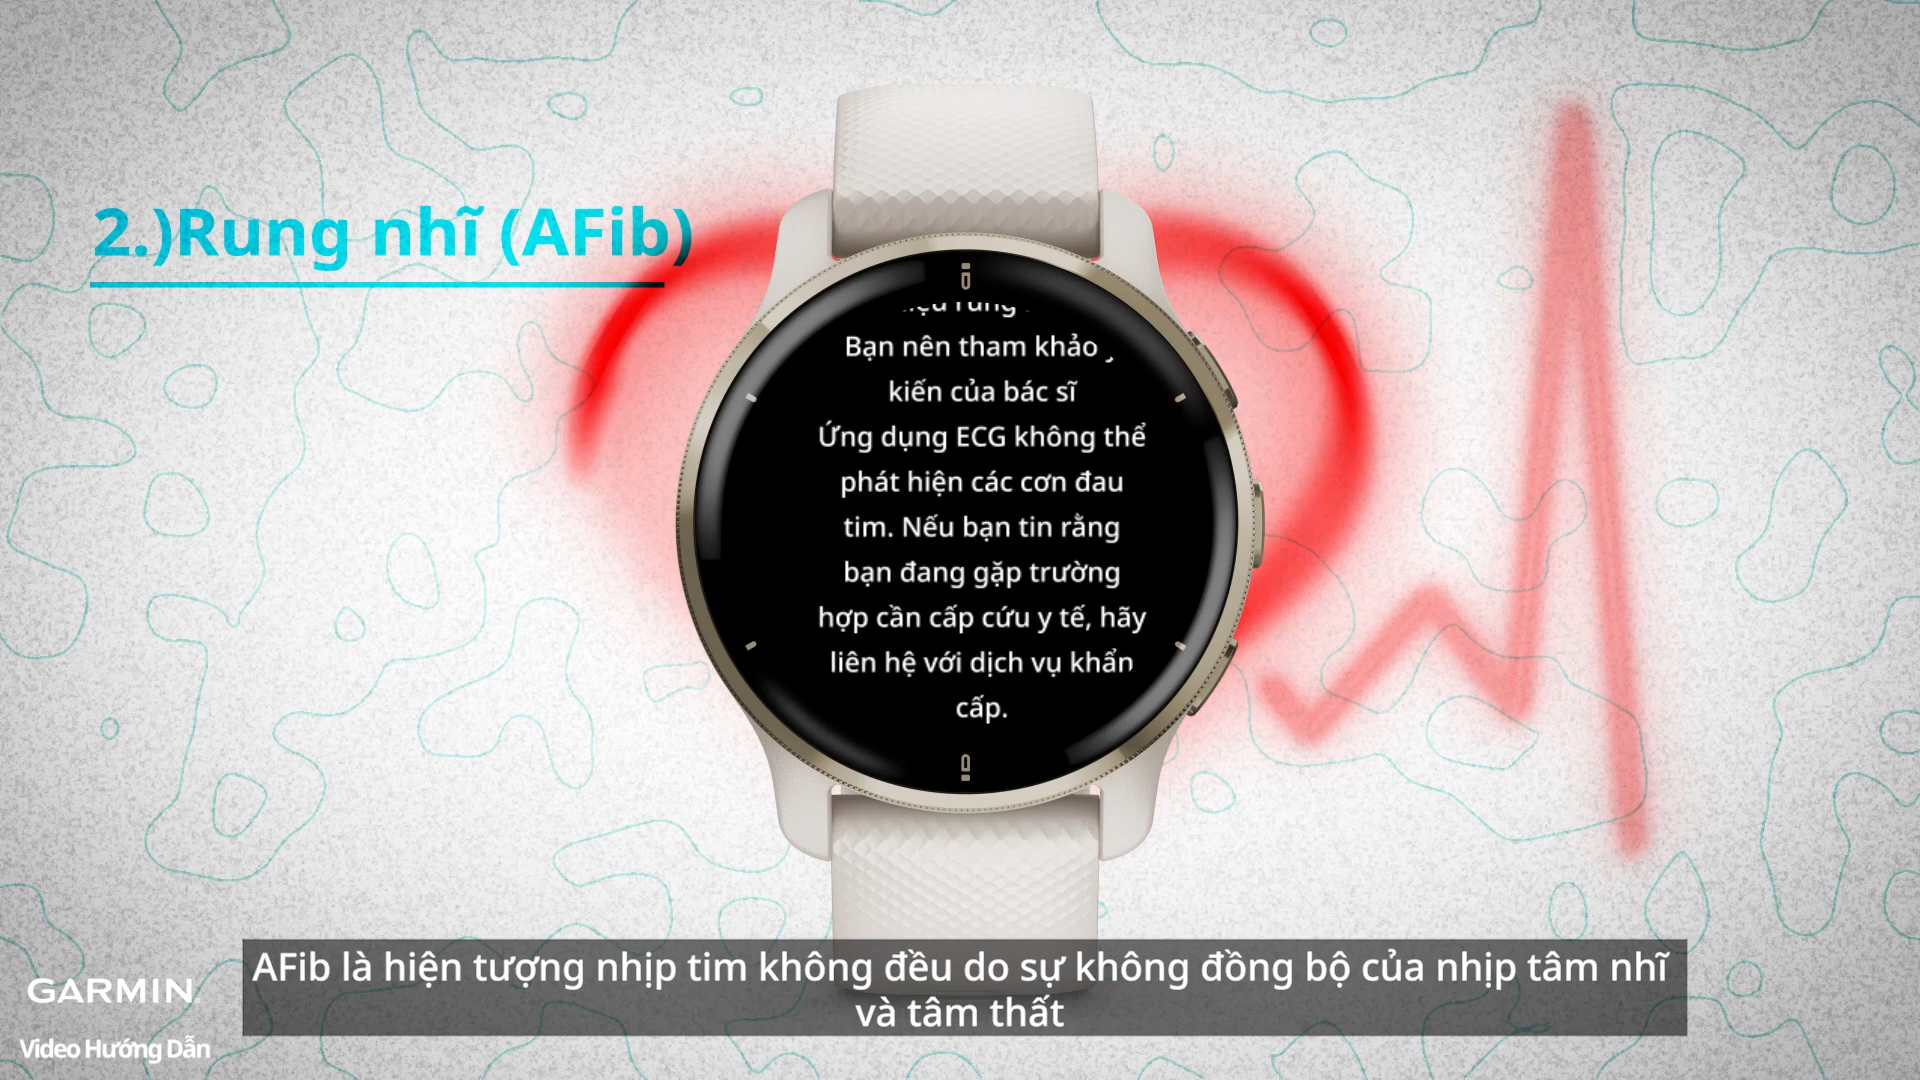 2.)Rung nhĩ (AFib)
rung
Bạn nên tham khảo
kiến của bác sĩ
Ứng dụng ECG không thể
phát hiện các cơn đau
tim. Nếu bạn tin rằng
bạn đang gặp trường
hợp cần cấp cứu y tế, hãy
liên hệ với dịch vụ khẩn
cấp.
AFib là hiện tượng nhịp tim không đều do sự không đồng bộ của nhịp tâm nhĩ
và tâm thất
GARMIN
Video Hướng Dẫn